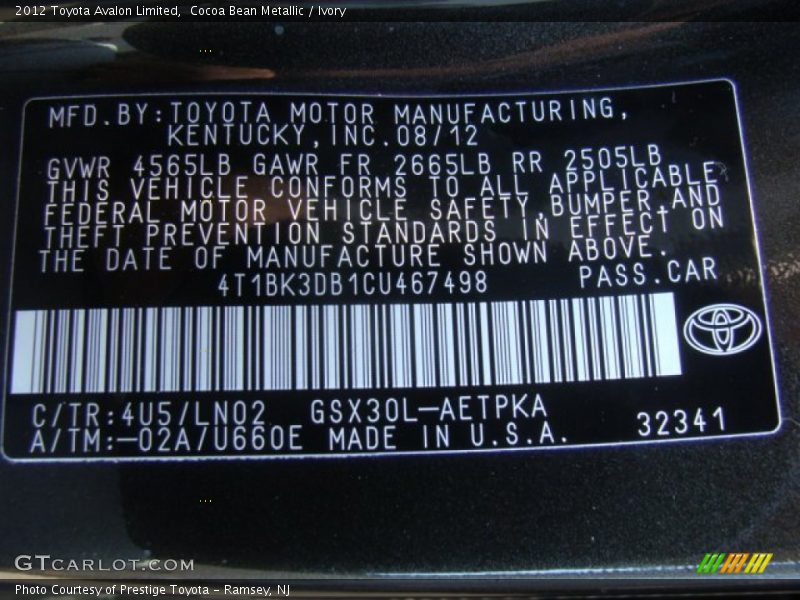 2012 Toyota Avalon Limited, Cocoa Bean Metallic / Ivory
MFD.BY:TOYOTA MOTOR MANUFACTURING,
KENTUCKY,INC.08/12
GVWR 4565LB GAWR FR 2665LB RR 2505LB
THIS VEHICLE CONFORMS TO ALL APPLICABLE
FEDERAL MOTOR VEHICLE SAFETY,BUMPER,AND
THEFT PREVENTION STANDARDS IN EFFECT ON
THE DATE OF MANUFACTURE SHOWN ABOVE.
4T1BK3DB1CU467498 PASS.CAR
C/TR:4U5/LN02 GSX30L-AETPKA
A/TM:-02A/U660E MADE IN U.S.A. 32341
GTCARLOT.COM
Photo Courtesy of Prestige Toyota - Ramsey, NJ